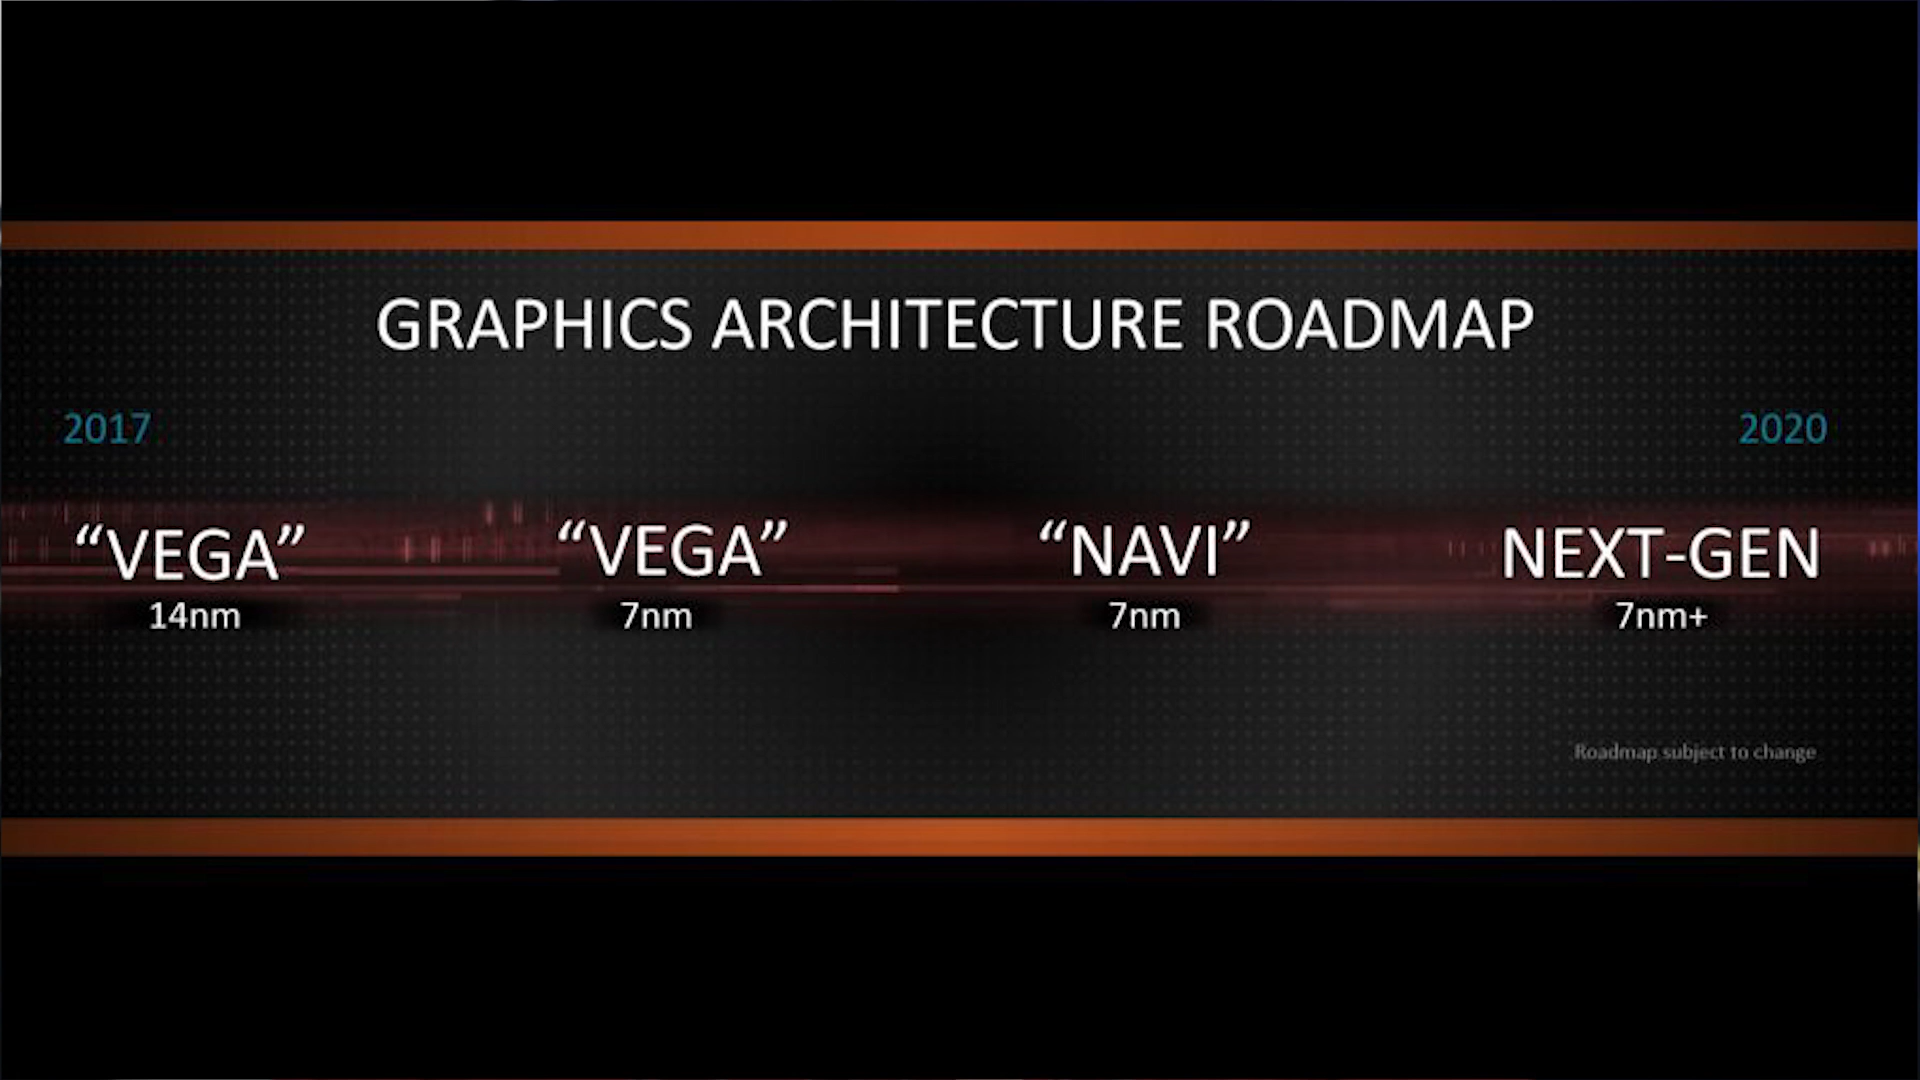 GRAPHICS ARCHITECTURE ROADMAP
2017 2020
“VEGA” “VEGA” “NAVI” NEXT-GEN
14nm 7nm 7nm 7nm+
Roadmap subject to change